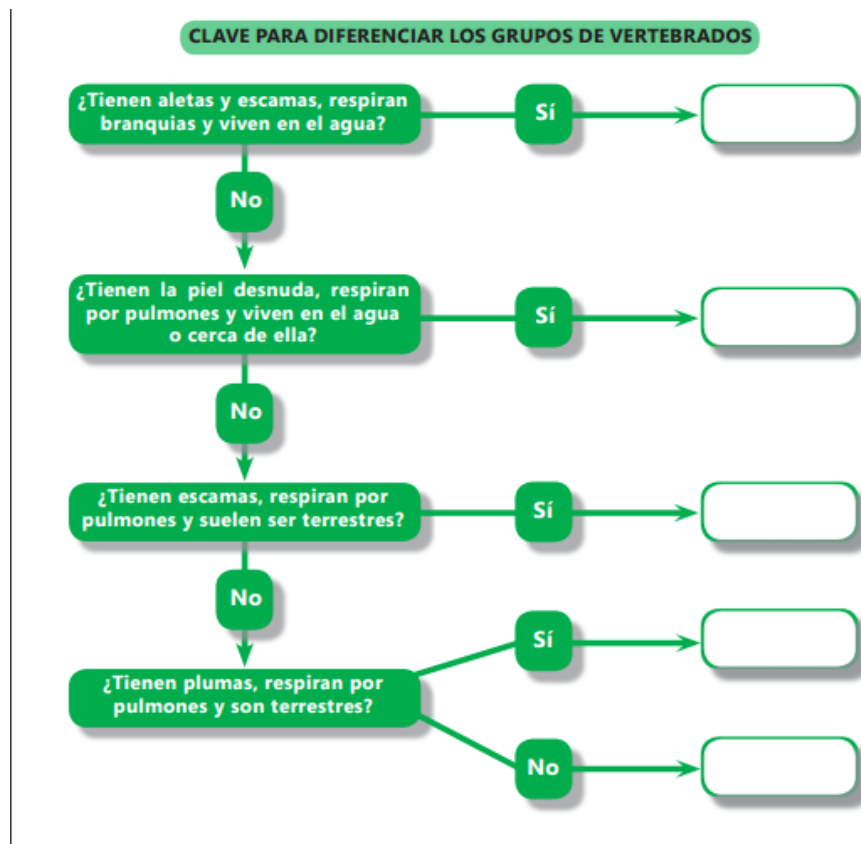 CLAVE PARA DIFERENCIAR LOS GRUPOS DE VERTEBRADOS
¿Tienen aletas y escamas, respiran
branquias y viven en el agua?
Sí
No
¿Tienen la piel desnuda, respiran
por pulmones y viven en el agua
o cerca de ella?
Sí
No
¿Tienen escamas, respiran por
pulmones y suelen ser terrestres?
Sí
No
¿Tienen plumas, respiran por
pulmones y son terrestres?
Sí
No